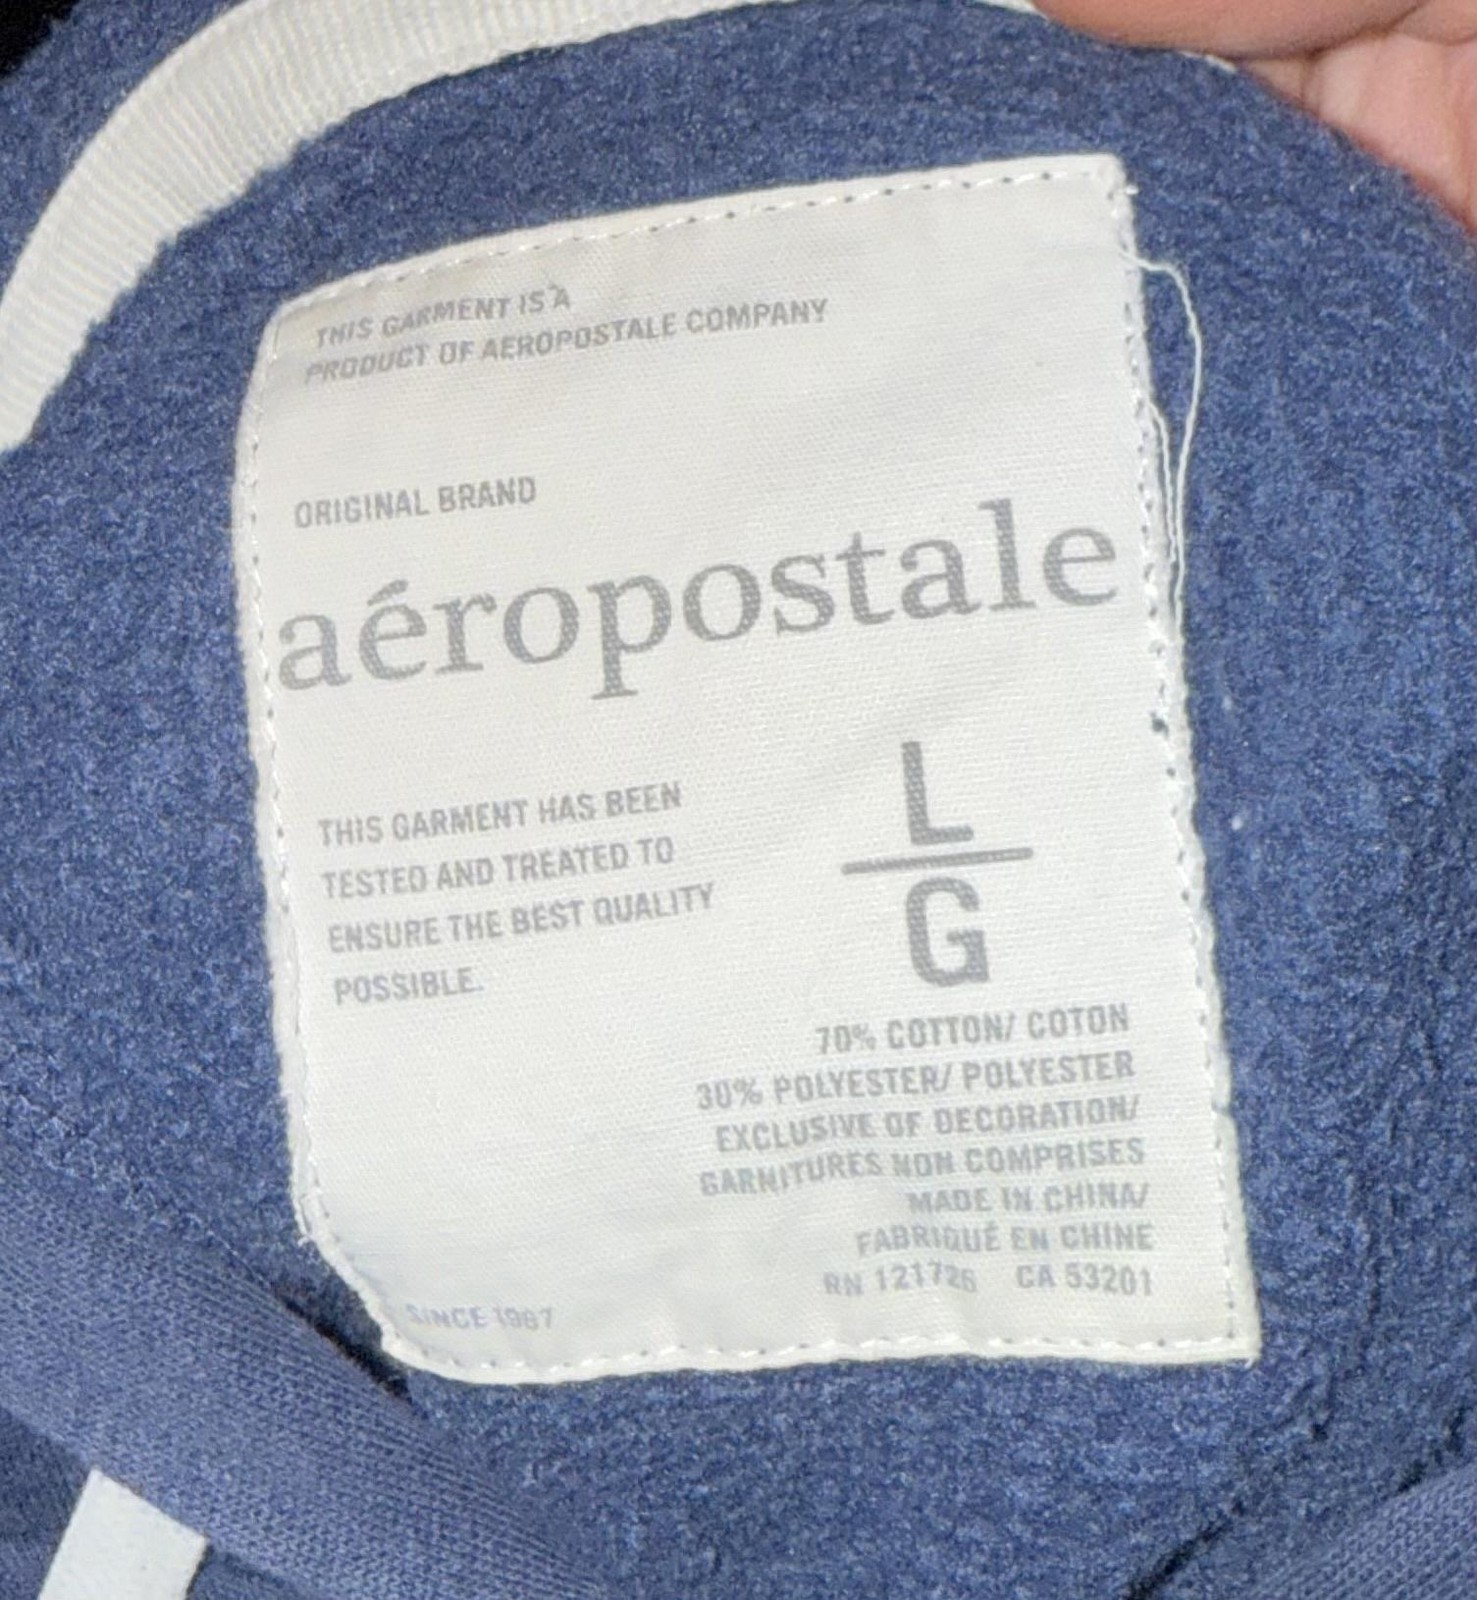 THIS GARMENT IS A
PRODUCT OF AEROPOSTALE COMPANY
ORIGINAL BRAND
aéropostale
THIS GARMENT HAS BEEN
TESTED AND TREATED TO
ENSURE THE BEST QUALITY
POSSIBLE.
L
G
70% COTTON/ COTON
30% POLYESTER/ POLYESTER
EXCLUSIVE OF DECORATION/
GARNITURES NON COMPRISES
MADE IN CHINA/
FABRIQUÉ EN CHINE
RN 121726 CA 53201
SINCE 1987